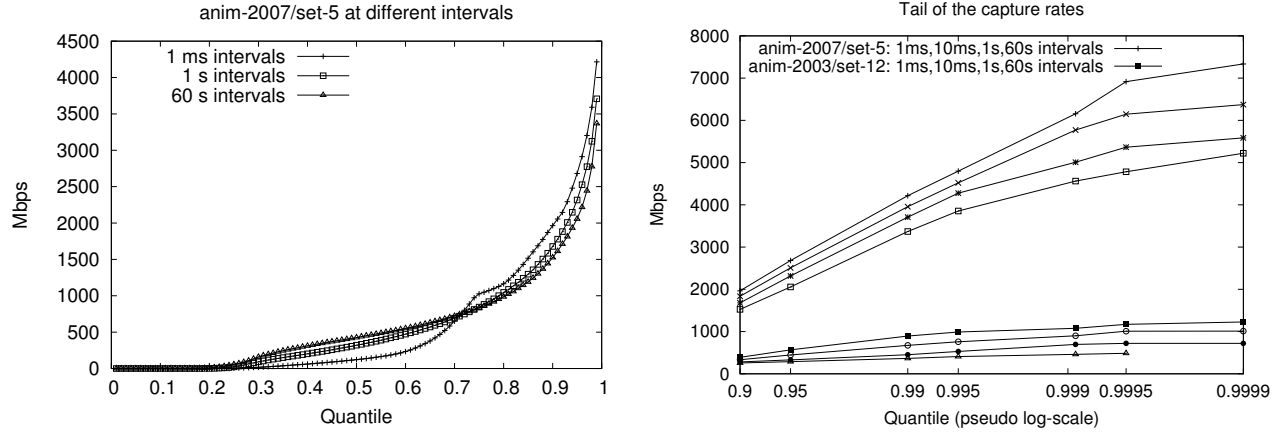 anim-2007/set-5 at different intervals
4500
4000
3500
3000
2500
2000
1500
1000
500
0
Mbps
1 ms intervals
1 s intervals
60 s intervals
0 0.1 0.2 0.3 0.4 0.5 0.6 0.7 0.8 0.9 1
Quantile
Tail of the capture rates
8000
7000
6000
5000
4000
3000
2000
1000
0
Mbps
anim-2007/set-5: 1ms,10ms,1s,60s intervals
anim-2003/set-12: 1ms,10ms,1s,60s intervals
0.9 0.95 0.99 0.995 0.999 0.9995 0.9999
Quantile (pseudo log-scale)